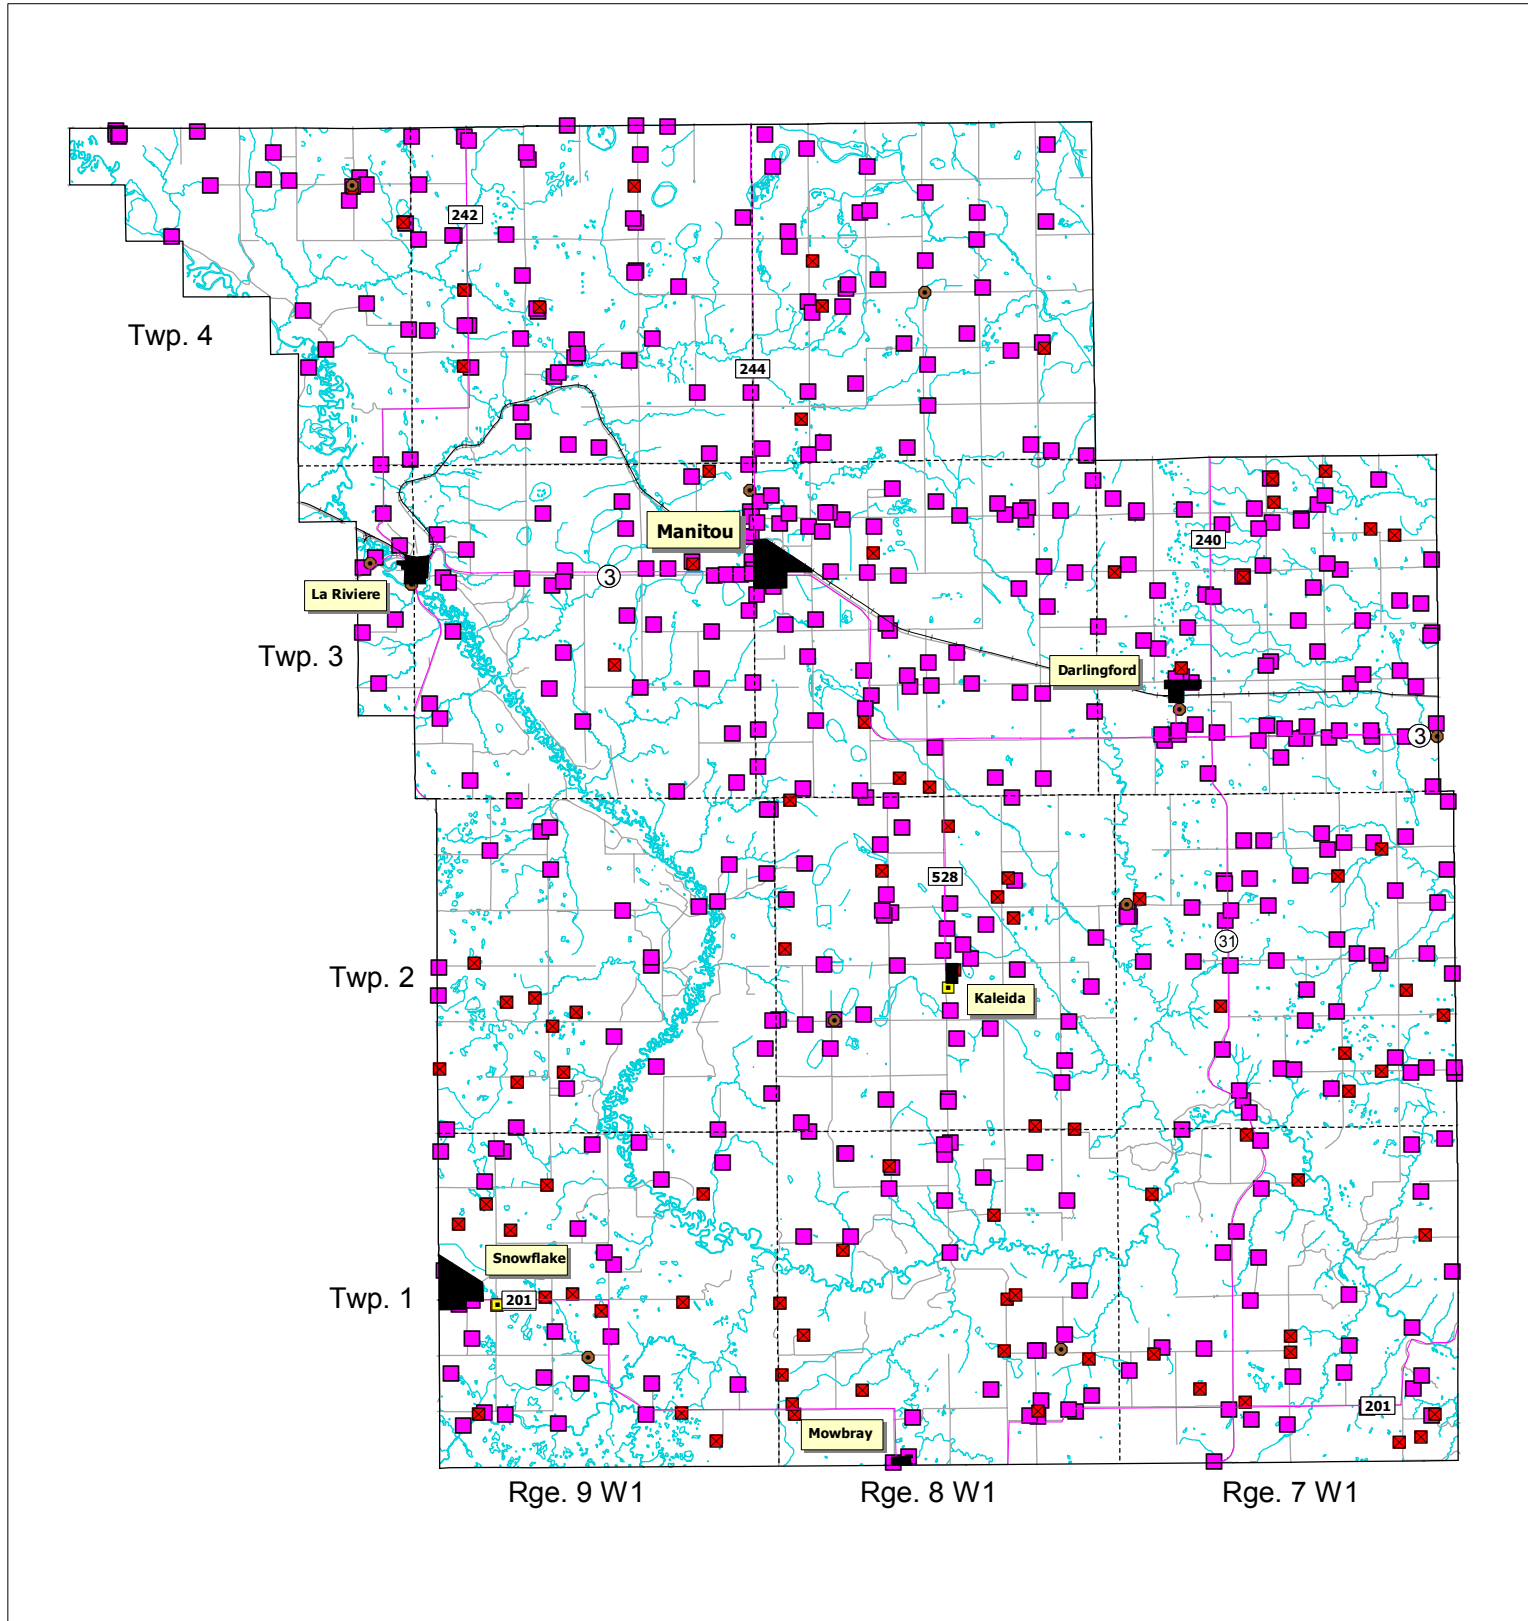 242
Twp. 4
244
Manitou
240
3
La Riviere
Twp. 3
Darlingford
3
528
31
Twp. 2
Kaleida
Snowflake
Twp. 1
201
201
Mowbray
Rge. 9 W1
Rge. 8 W1
Rge. 7 W1